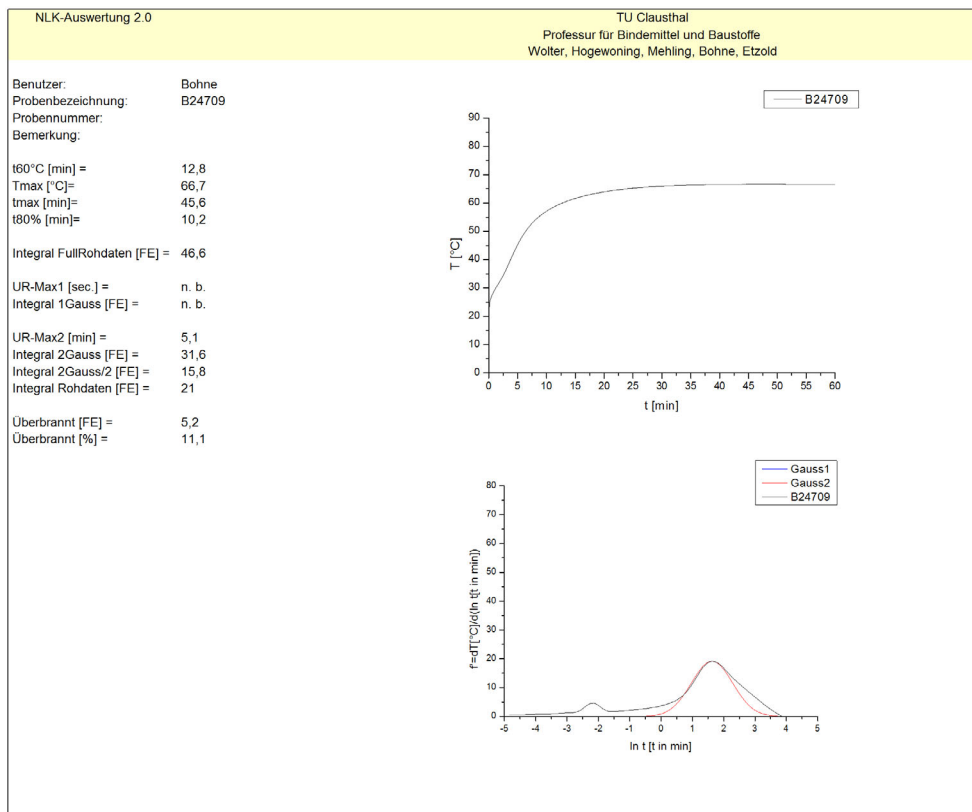 NLK-Auswertung 2.0
TU Clausthal
Professur für Bindemittel und Baustoffe
Wolter, Hogewoning, Mehling, Bohne, Etzold
Benutzer: Bohne
Probenbezeichnung: B24709
Probennummer:
Bemerkung:
t60°C [min] = 12,8
Tmax [°C]= 66,7
tmax [min]= 45,6
t80% [min]= 10,2
Integral FullRohdaten [FE] = 46,6
UR-Max1 [sec.] = n. b.
Integral 1Gauss [FE] = n. b.
UR-Max2 [min] = 5,1
Integral 2Gauss [FE] = 31,6
Integral 2Gauss/2 [FE] = 15,8
Integral Rohdaten [FE] = 21
Überbrannt [FE] = 5,2
Überbrannt [%] = 11,1
B24709
90
80
70
60
50
40
30
20
10
0
T [°C]
0 5 10 15 20 25 30 35 40 45 50 55 60
t [min]
Gauss1
Gauss2
B24709
80
70
60
50
40
30
20
10
0
f'=dT[°C]/d(ln t[t in min])
-5 -4 -3 -2 -1 0 1 2 3 4 5
ln t [t in min]